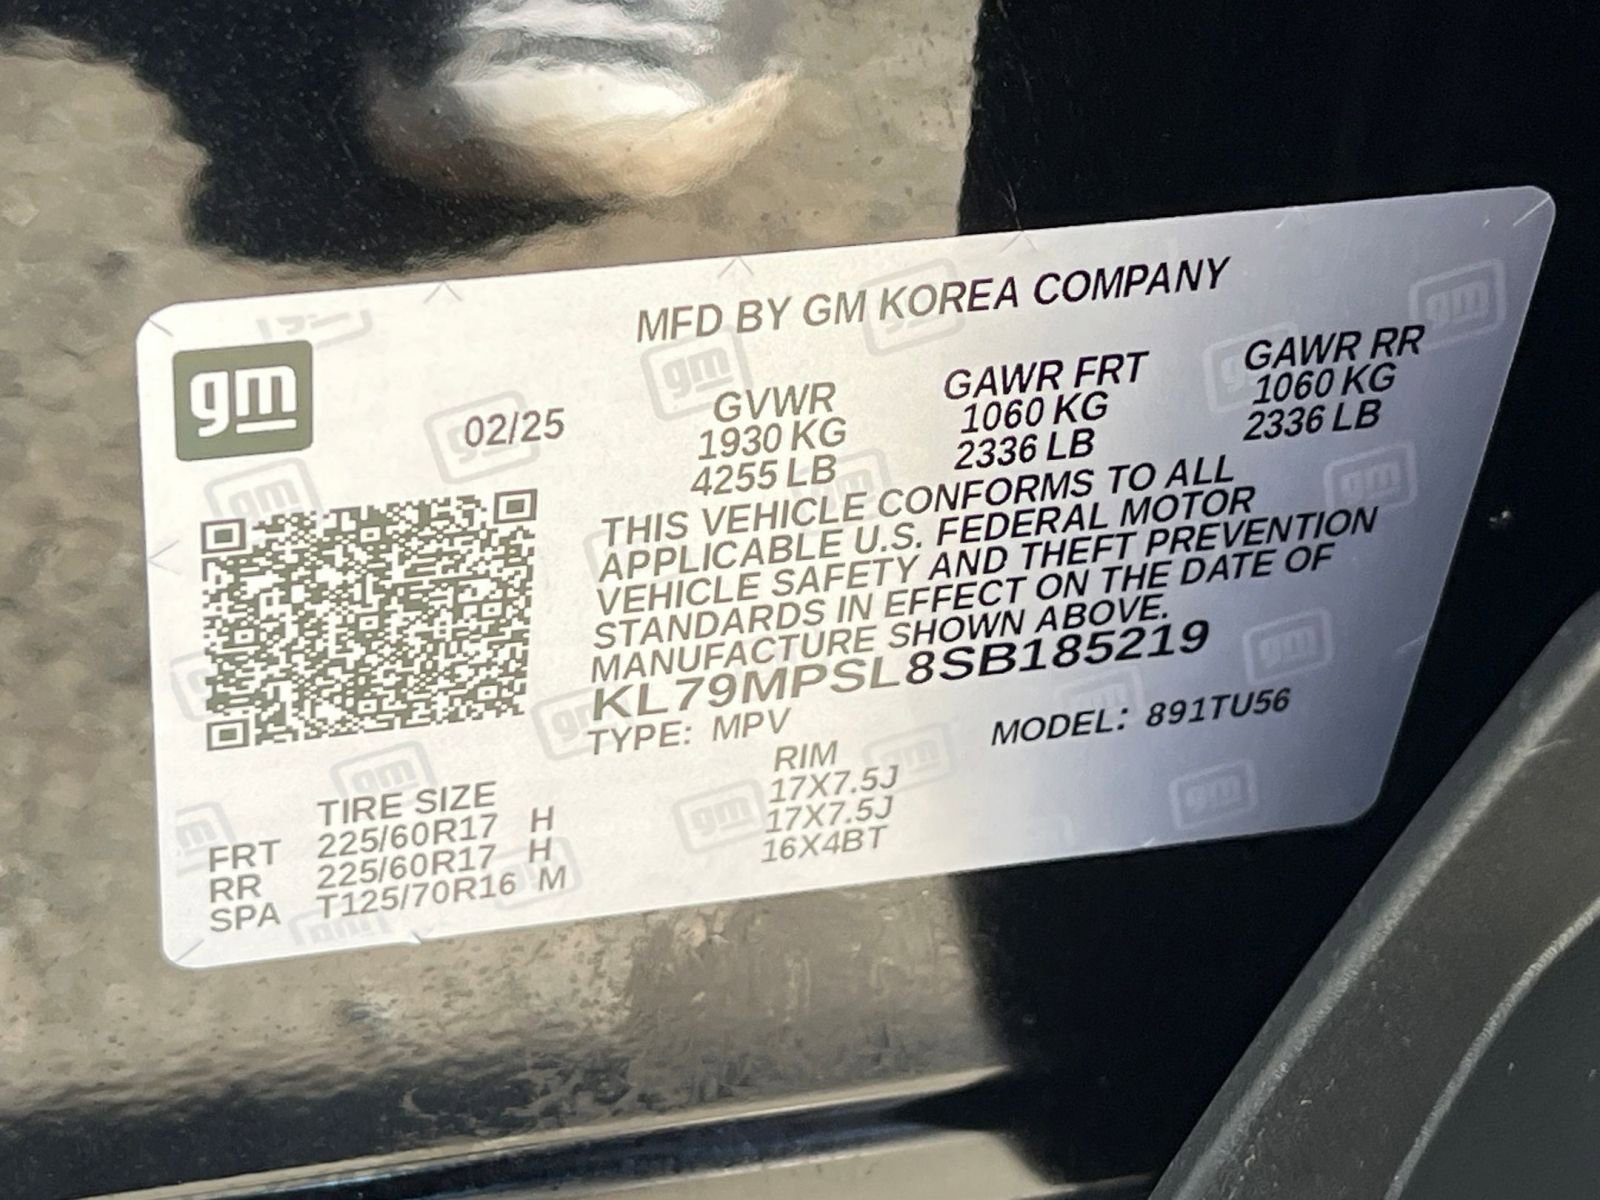 MFD BY GM KOREA COMPANY
gm
02/25
GVWR GAWR FRT GAWR RR
1930 KG 1060 KG 1060 KG
4255 LB 2336 LB 2336 LB
THIS VEHICLE CONFORMS TO ALL
APPLICABLE U.S. FEDERAL MOTOR
VEHICLE SAFETY AND THEFT PREVENTION
STANDARDS IN EFFECT ON THE DATE OF
MANUFACTURE SHOWN ABOVE.
KL79MPSL8SB185219
TYPE: MPV MODEL: 891TU56
TIRE SIZE RIM
FRT 225/60R17 H 17X7.5J
RR 225/60R17 H 17X7.5J
SPA T125/70R16 M 16X4BT